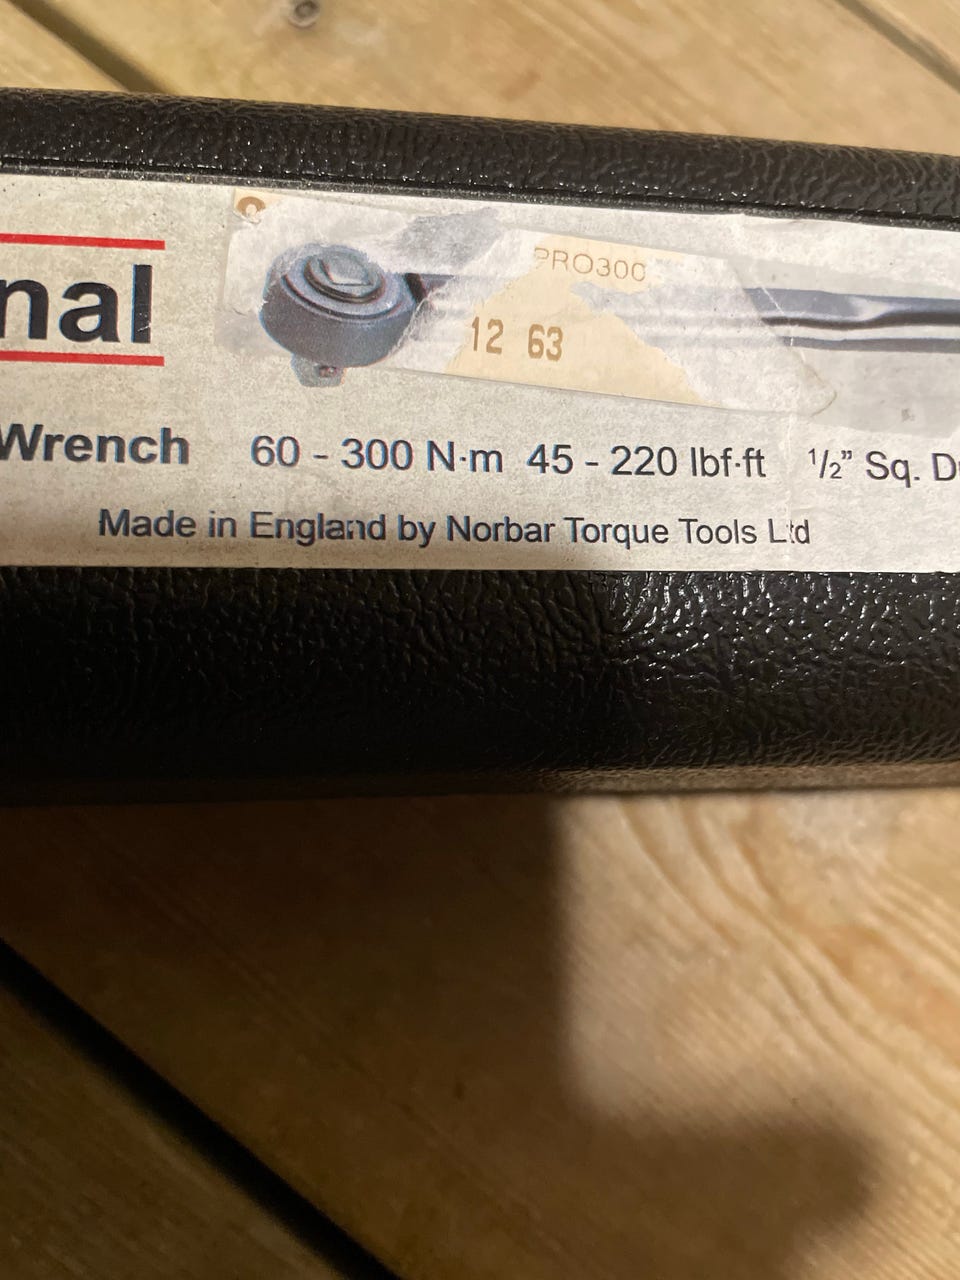 nal
PRO300
12 63
Wrench 60 - 300 N·m 45 - 220 lbf·ft ½" Sq. D
Made in England by Norbar Torque Tools Ltd